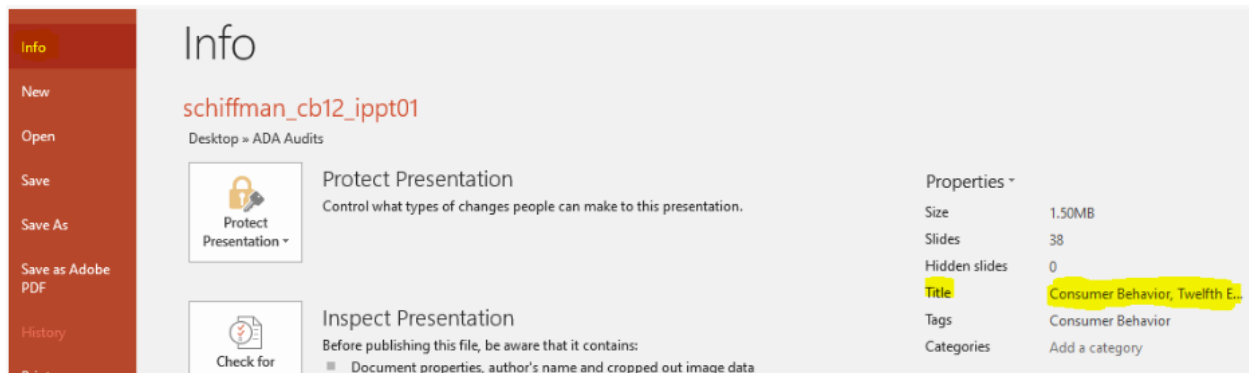 Info
New
Open
Save
Save As
Save as Adobe
PDF
History
Info
schiffman_cb12_ippt01
Desktop » ADA Audits
Protect
Presentation
Protect Presentation
Control what types of changes people can make to this presentation.
Check for
Inspect Presentation
Before publishing this file, be aware that it contains:
Document properties, author's name and cropped out image data
Properties
Size 1.50MB
Slides 38
Hidden slides 0
Title Consumer Behavior, Twelfth E...
Tags Consumer Behavior
Categories Add a category